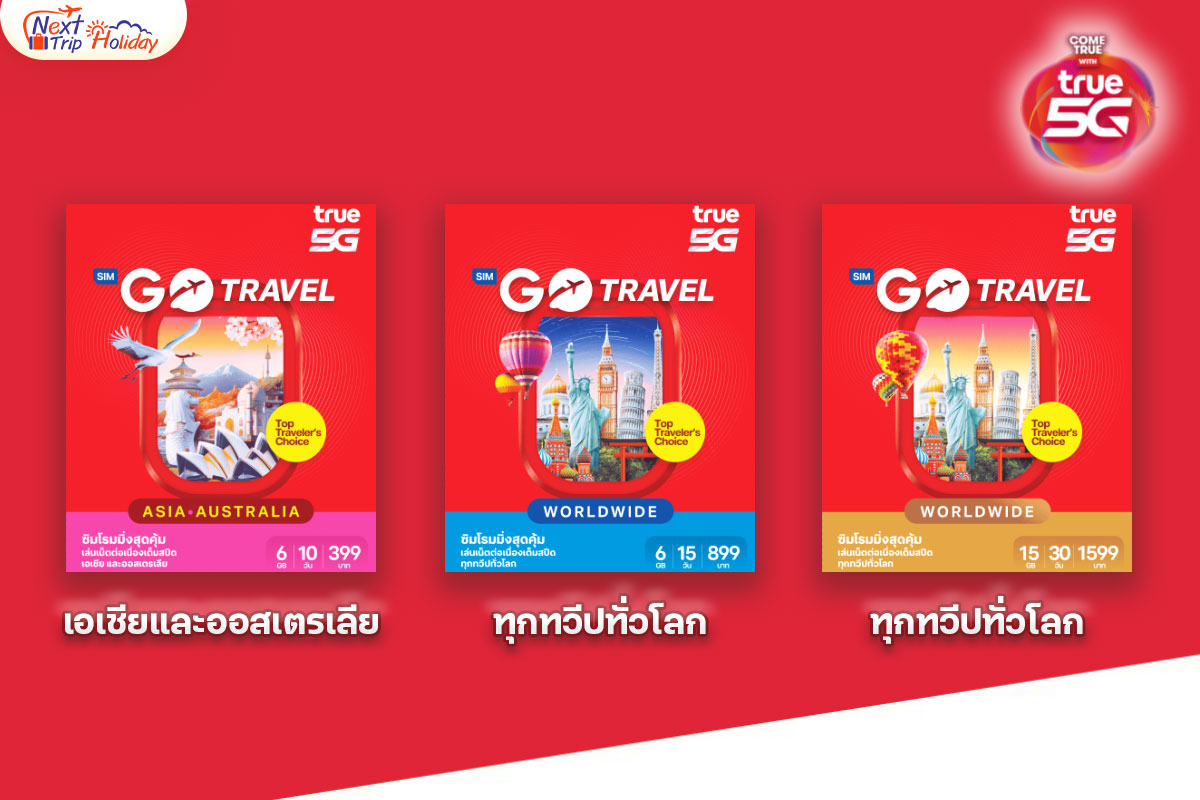 Next
Trip Holiday
COME
TRUE
WITH
true
5G
true
5G
SIM GO TRAVEL
Top
Traveler's
Choice
ASIA•AUSTRALIA
ซิมโรมมิ่งสุดคุ้ม
เล่นเน็ตต่อเนื่องเต็มสปีด
เอเชีย และออสเตรเลีย
6 10 399
GB วัน บาท
เอเชียและออสเตรเลีย
true
5G
SIM GO TRAVEL
Top
Traveler's
Choice
WORLDWIDE
ซิมโรมมิ่งสุดคุ้ม
เล่นเน็ตต่อเนื่องเต็มสปีด
ทุกทวีปทั่วโลก
6 15 899
GB วัน บาท
ทุกทวีปทั่วโลก
true
5G
SIM GO TRAVEL
Top
Traveler's
Choice
WORLDWIDE
ซิมโรมมิ่งสุดคุ้ม
เล่นเน็ตต่อเนื่องเต็มสปีด
ทุกทวีปทั่วโลก
15 30 1599
GB วัน บาท
ทุกทวีปทั่วโลก